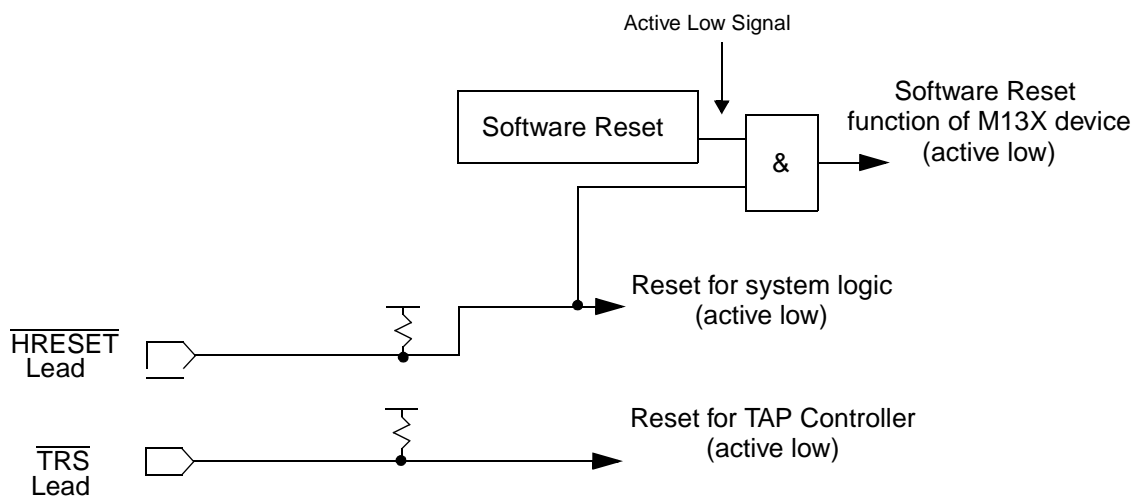 Active Low Signal
Software Reset
&
Software Reset
function of M13X device
(active low)
Reset for system logic
(active low)
HRESET
Lead
Reset for TAP Controller
(active low)
TRS
Lead